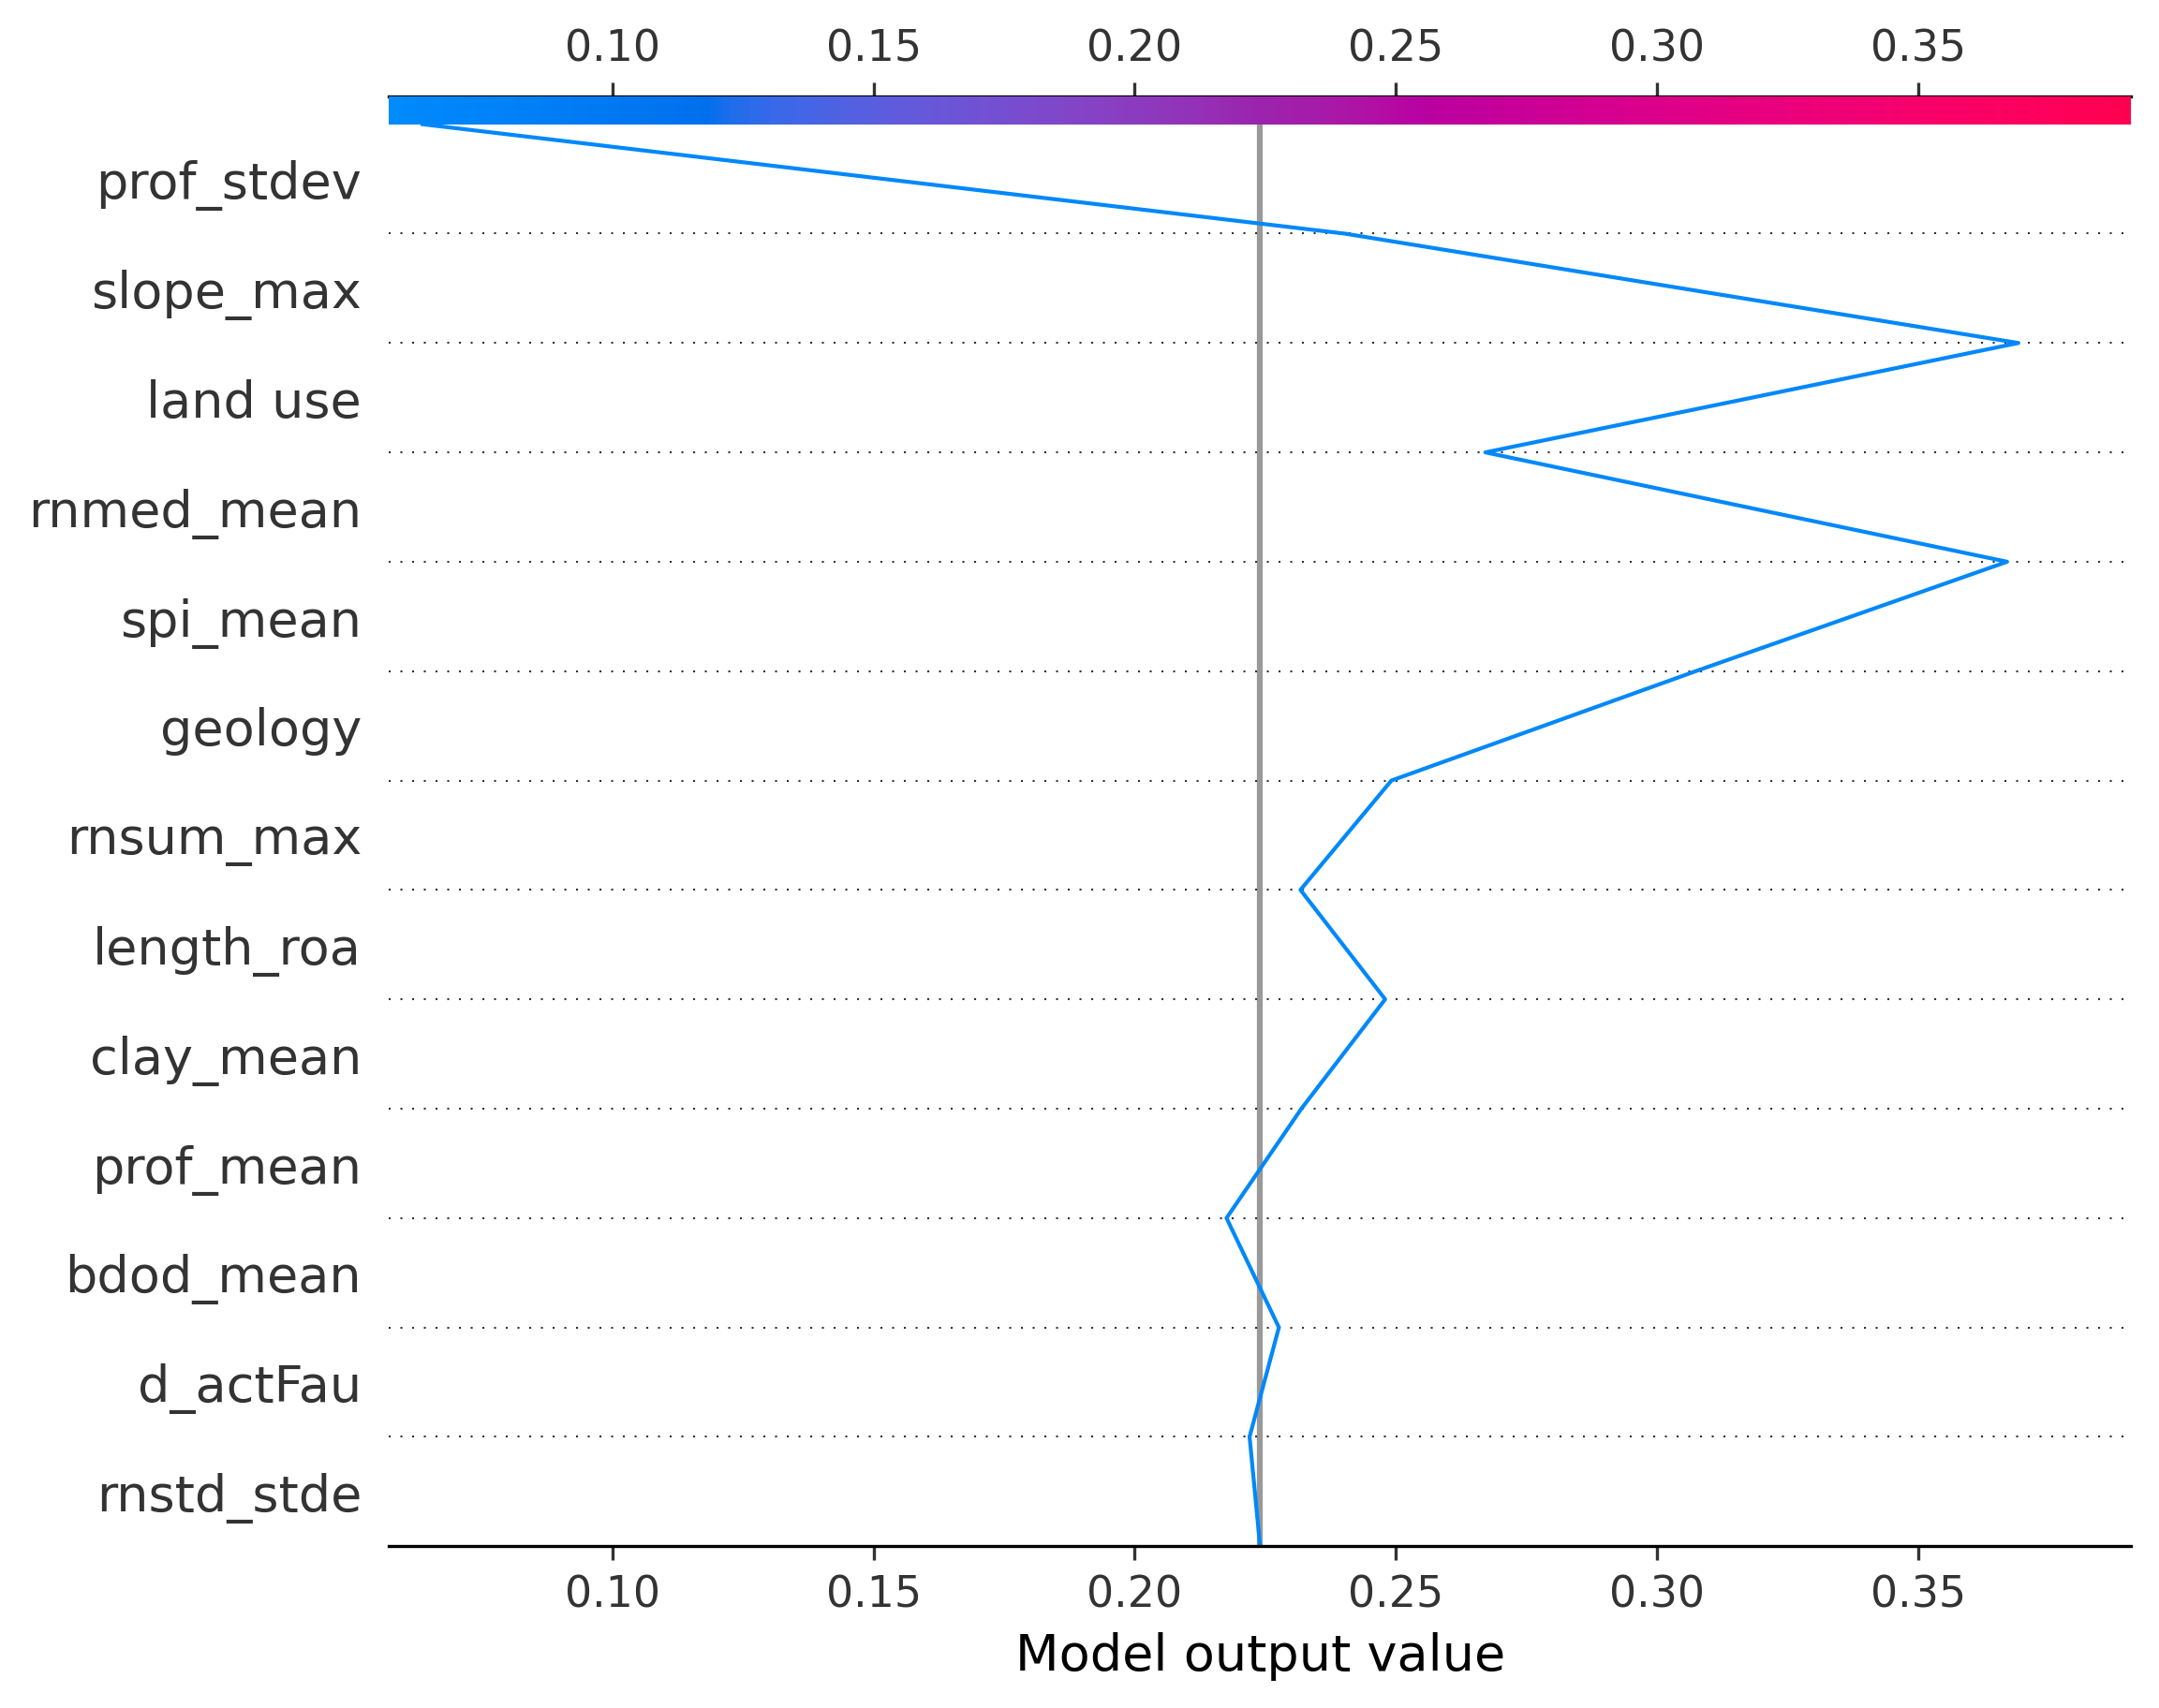 0.10 0.15 0.20 0.25 0.30 0.35
prof_stdev
slope_max
land use
rnmed_mean
spi_mean
geology
rnsum_max
length_roa
clay_mean
prof_mean
bdod_mean
d_actFau
rnstd_stde
0.10 0.15 0.20 0.25 0.30 0.35
Model output value